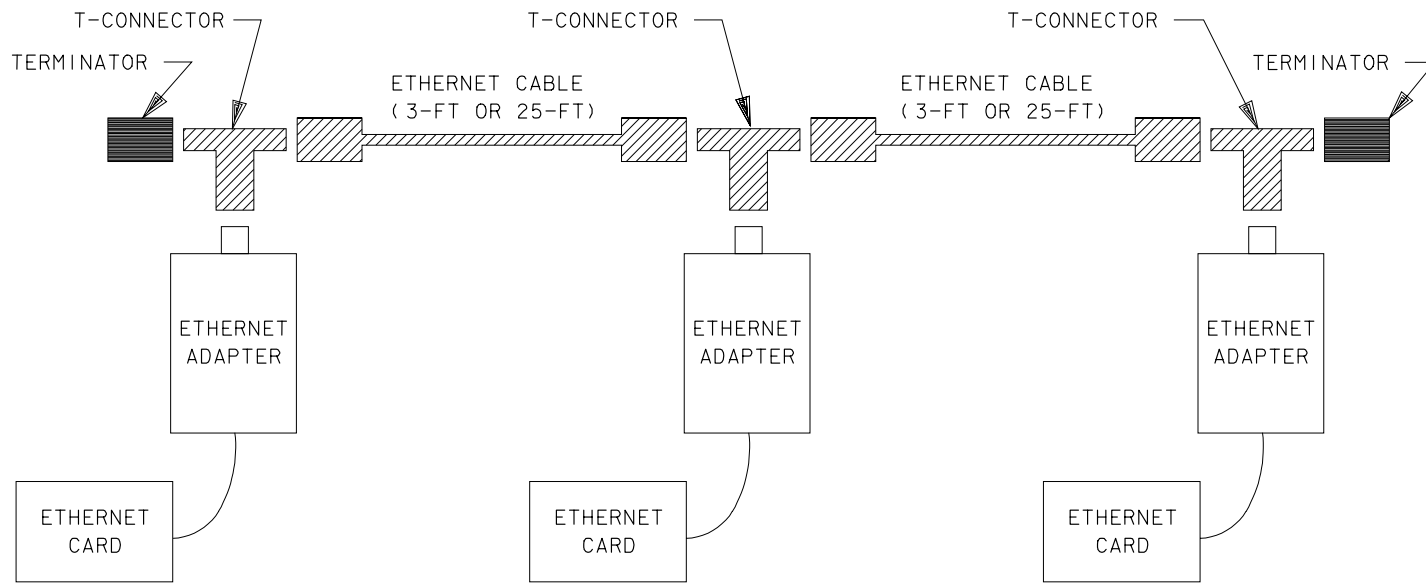 T-CONNECTOR
T-CONNECTOR
T-CONNECTOR
TERMINATOR
TERMINATOR
ETHERNET CABLE
(3-FT OR 25-FT)
ETHERNET CABLE
(3-FT OR 25-FT)
ETHERNET
ADAPTER
ETHERNET
ADAPTER
ETHERNET
ADAPTER
ETHERNET
CARD
ETHERNET
CARD
ETHERNET
CARD